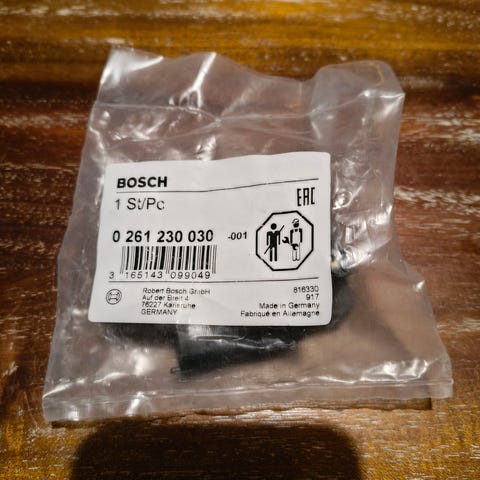 BOSCH
EAC
1 St/Pc
0 261 230 030 -001
3 165143 099049
Robert Bosch GmbH
Auf der Breit 4
76227 Karlsruhe
GERMANY
816330
917
Made in Germany
Fabriqué en Allemagne